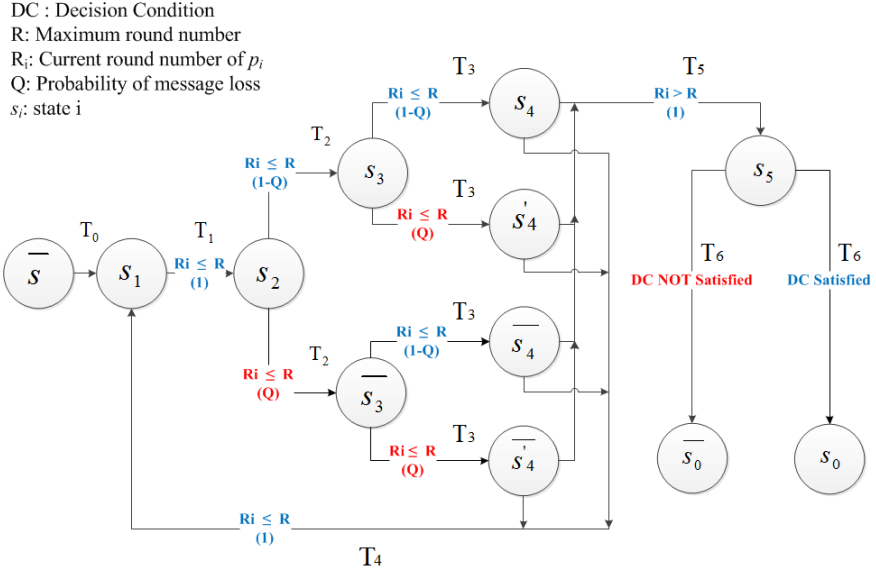 DC : Decision Condition
R: Maximum round number
Rᵢ: Current round number of pᵢ
Q: Probability of message loss
sᵢ: state i
T₃
Ri ≤ R
(1-Q)
S₄
T₅
Ri > R
(1)
T₂
Ri ≤ R
(1-Q)
S₃
T₃
Ri ≤ R
(Q)
S'₄
S₅
T₀
T₁
S̅
S₁
Ri ≤ R
(1)
S₂
T₆
DC NOT Satisfied
T₆
DC Satisfied
T₃
Ri ≤ R
(1-Q)
S̅₄
T₂
Ri ≤ R
(Q)
S̅₃
T₃
Ri ≤ R
(Q)
S̅'₄
S̅₀
S₀
Ri ≤ R
(1)
T₄